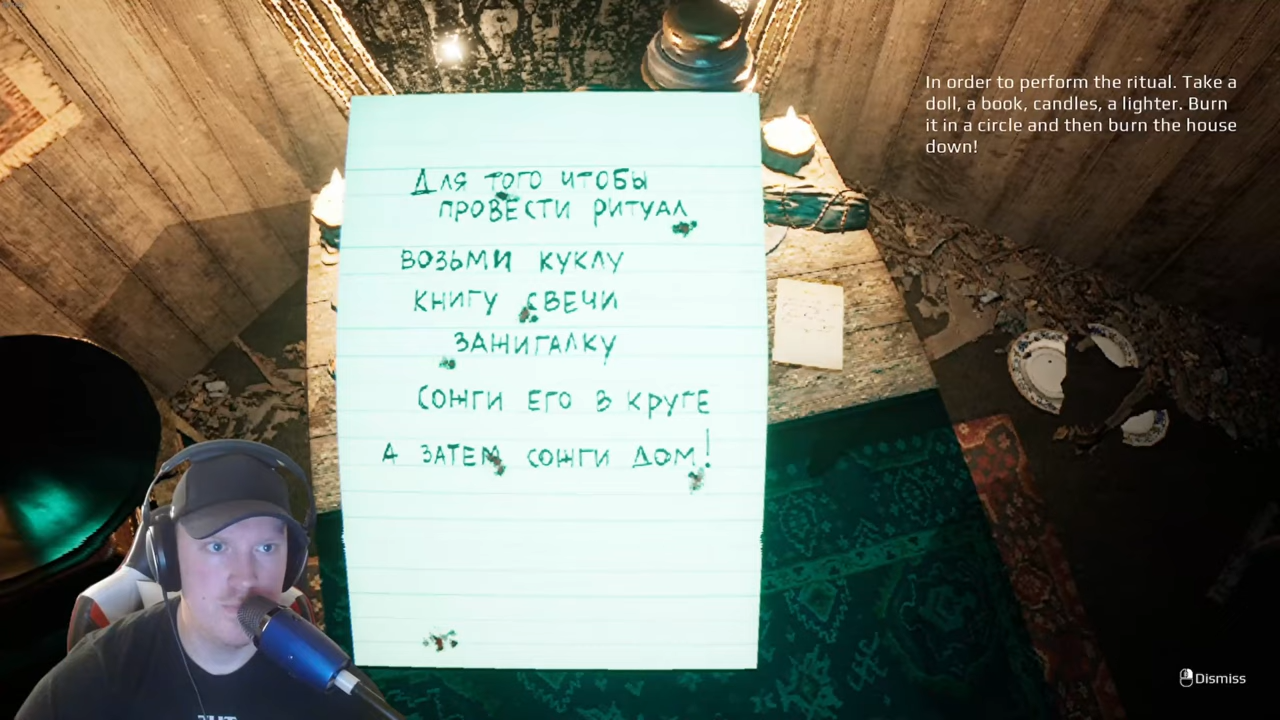 Для того чтобы
провести ритуал
возьми куклу
книгу свечи
зажигалку
сожги его в круге
а затем сожги дом!
In order to perform the ritual. Take a
doll, a book, candles, a lighter. Burn
it in a circle and then burn the house
down!
Dismiss